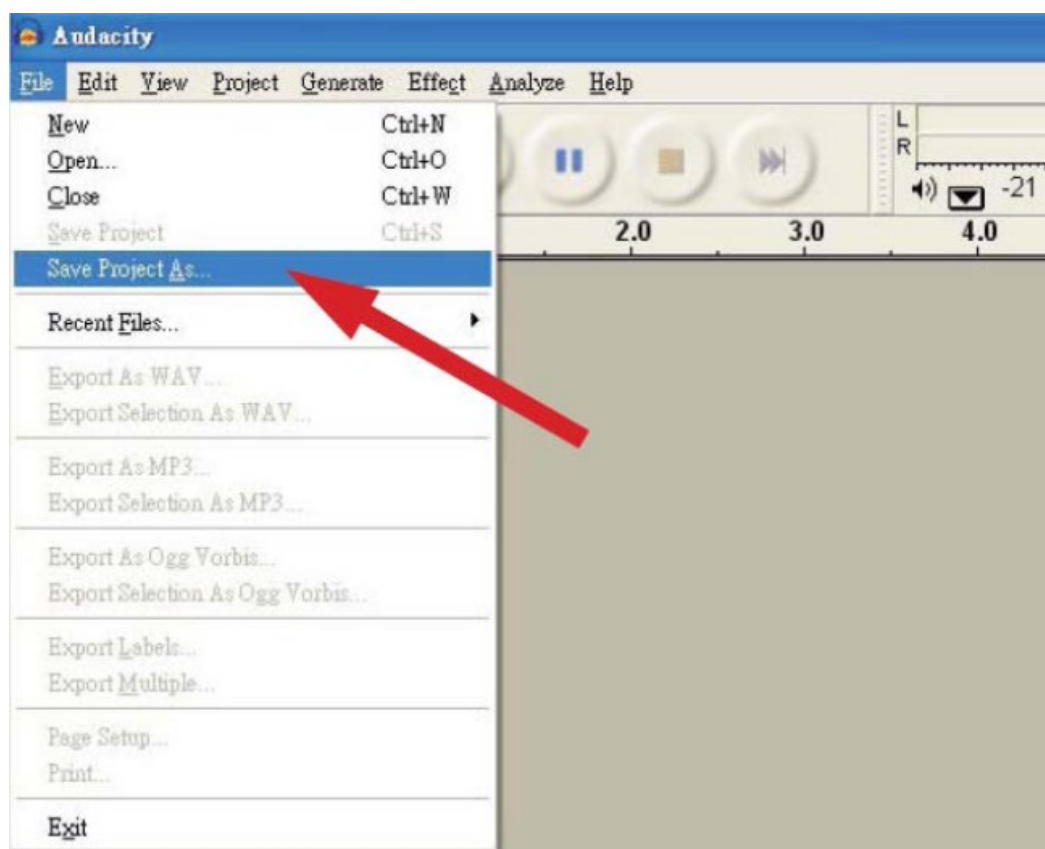 Audacity
File Edit View Project Generate Effect Analyze Help
New Ctrl+N
Open... Ctrl+O
Close Ctrl+W
Save Project Ctrl+S
Save Project As...
Recent Files...
Export As WAV...
Export Selection As WAV...
Export As MP3...
Export Selection As MP3...
Export As Ogg Vorbis...
Export Selection As Ogg Vorbis...
Export Labels...
Export Multiple...
Page Setup...
Print...
Exit
L
R
-21
2.0 3.0 4.0